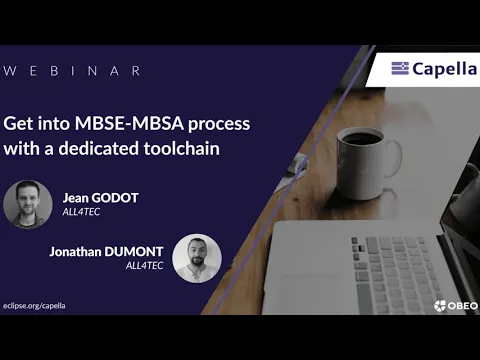 WEBINAR
Capella
Get into MBSE-MBSA process
with a dedicated toolchain
Jean GODOT
ALL4TEC
Jonathan DUMONT
ALL4TEC
eclipse.org/capella
OBEO